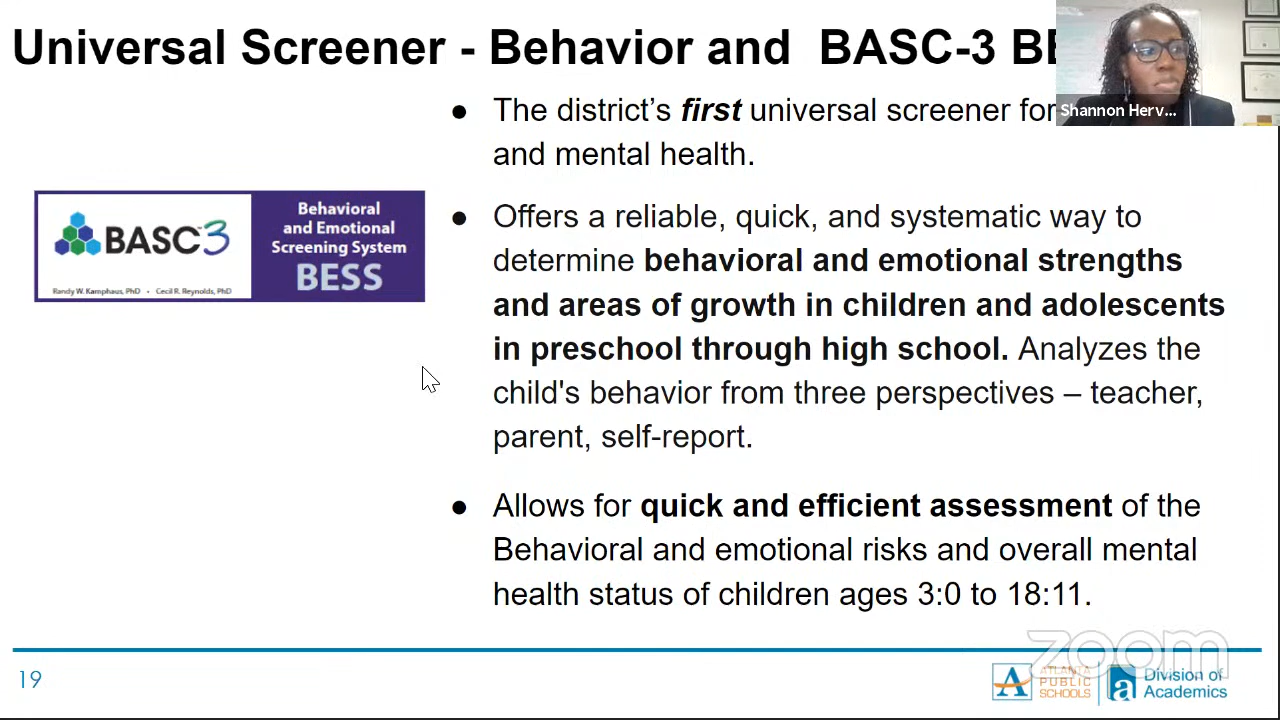 Universal Screener - Behavior and BASC-3
Shannon Herv...
● The district's first universal screener for
and mental health.
BASC™3
Behavioral
and Emotional
Screening System
BESS
Randy W. Kamphaus, PhD • Cecil R. Reynolds, PhD
● Offers a reliable, quick, and systematic way to
determine behavioral and emotional strengths
and areas of growth in children and adolescents
in preschool through high school. Analyzes the
child's behavior from three perspectives – teacher,
parent, self-report.
● Allows for quick and efficient assessment of the
Behavioral and emotional risks and overall mental
health status of children ages 3:0 to 18:11.
zoom
19
A
ATLANTA
PUBLIC
SCHOOLS
a
Division of
Academics